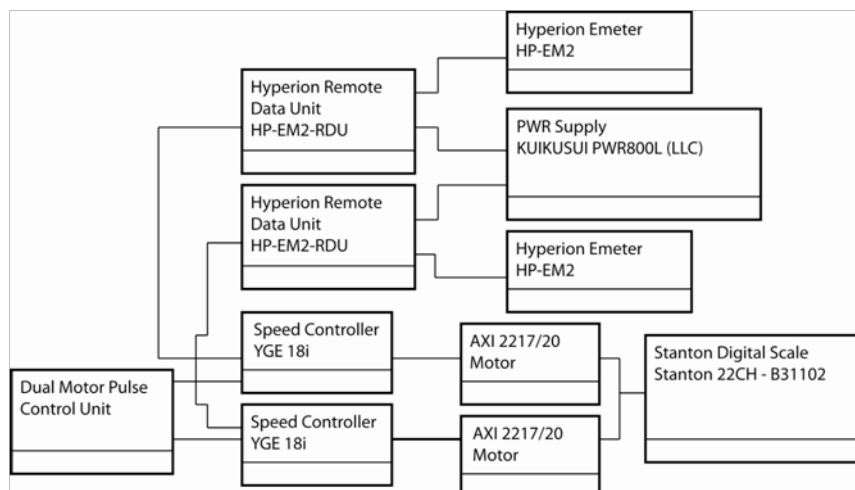 Hyperion Emeter
HP-EM2
Hyperion Remote
Data Unit
HP-EM2-RDU
PWR Supply
KUIKUSUI PWR800L (LLC)
Hyperion Remote
Data Unit
HP-EM2-RDU
Hyperion Emeter
HP-EM2
Speed Controller
YGE 18i
AXI 2217/20
Motor
Stanton Digital Scale
Stanton 22CH - B31102
Dual Motor Pulse
Control Unit
Speed Controller
YGE 18i
AXI 2217/20
Motor